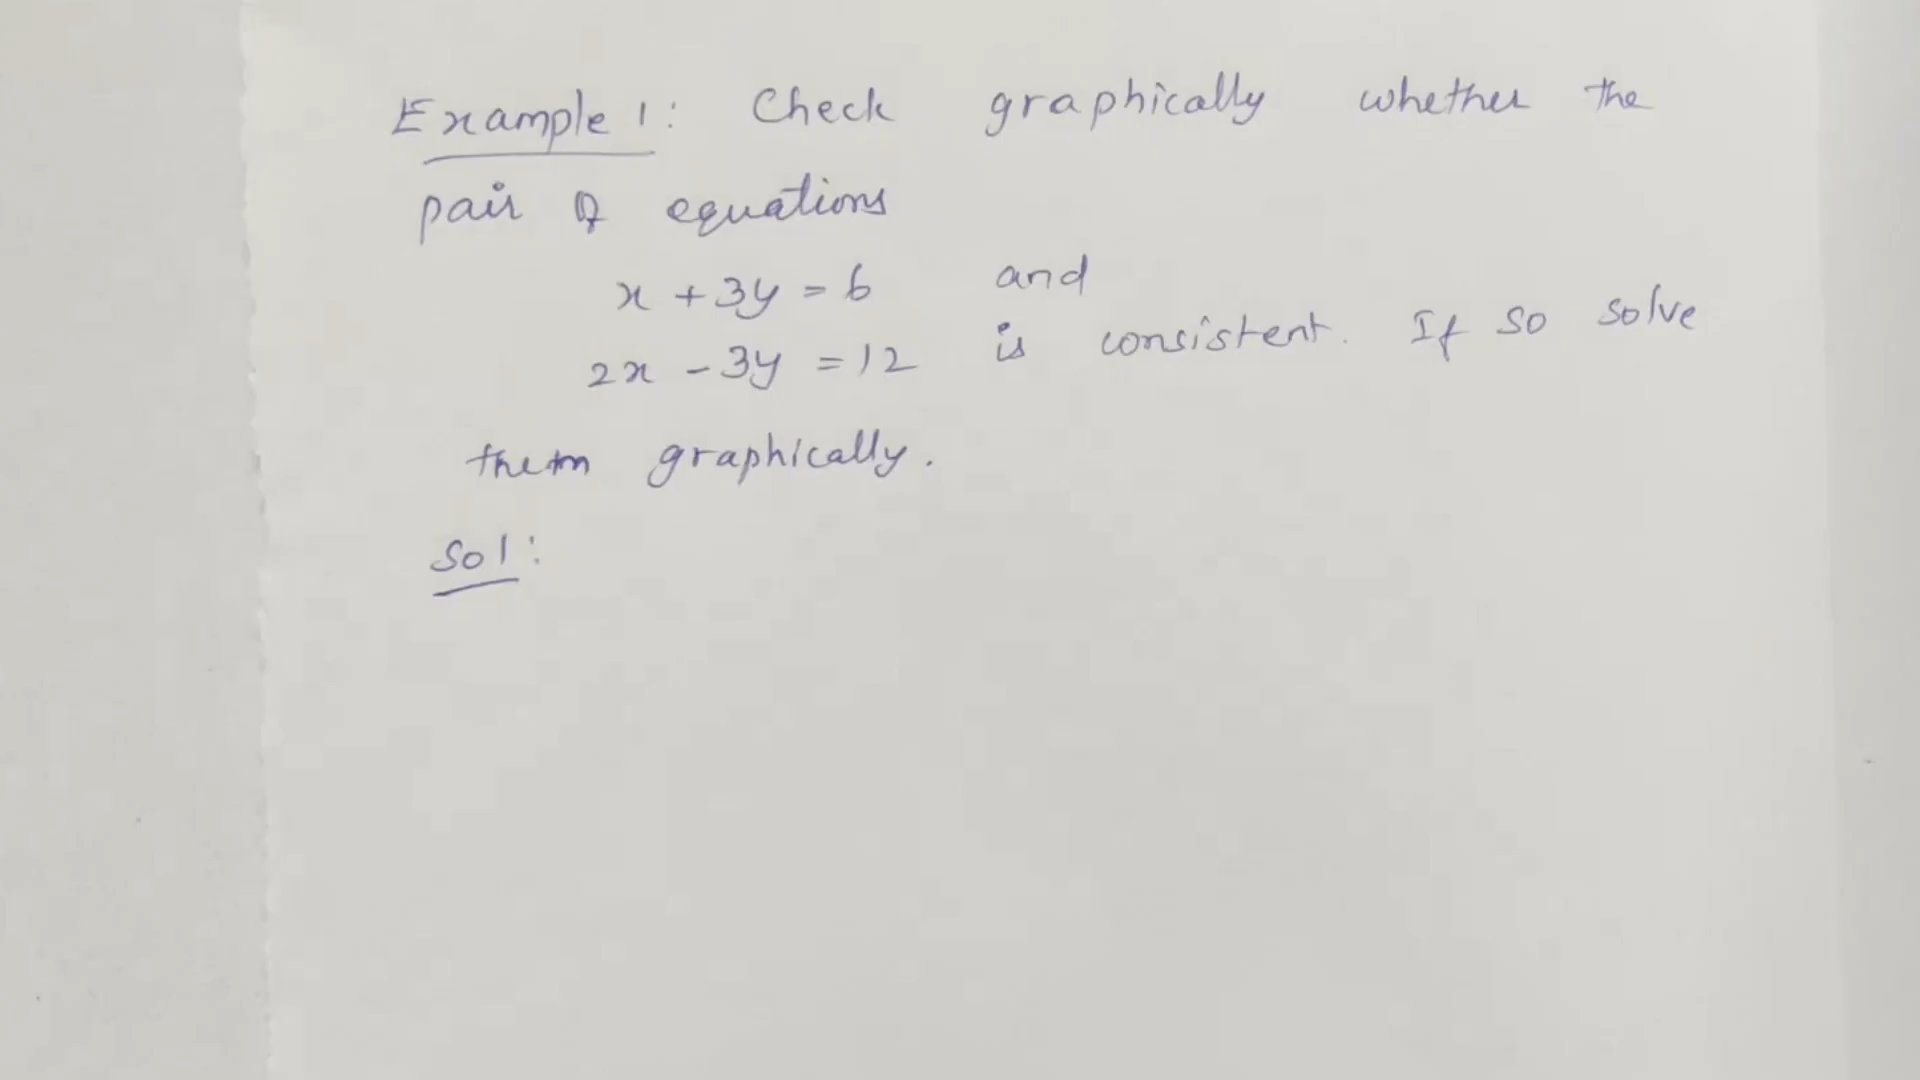 Example 1: Check graphically whether the
pair of equations
x + 3y = 6 and
2x - 3y = 12 is consistent. If so solve
them graphically.
Sol: